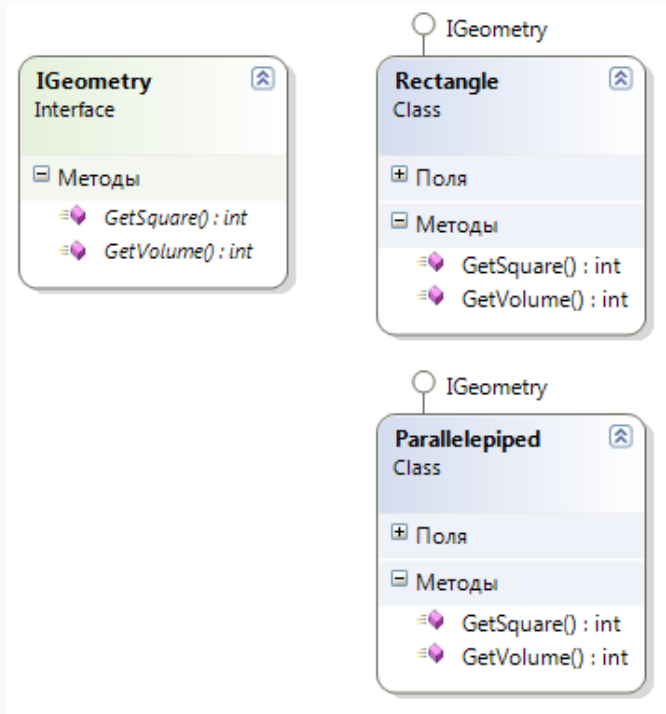 IGeometry
Interface
Методы
GetSquare() : int
GetVolume() : int
IGeometry
Rectangle
Class
Поля
Методы
GetSquare() : int
GetVolume() : int
IGeometry
Parallelepiped
Class
Поля
Методы
GetSquare() : int
GetVolume() : int